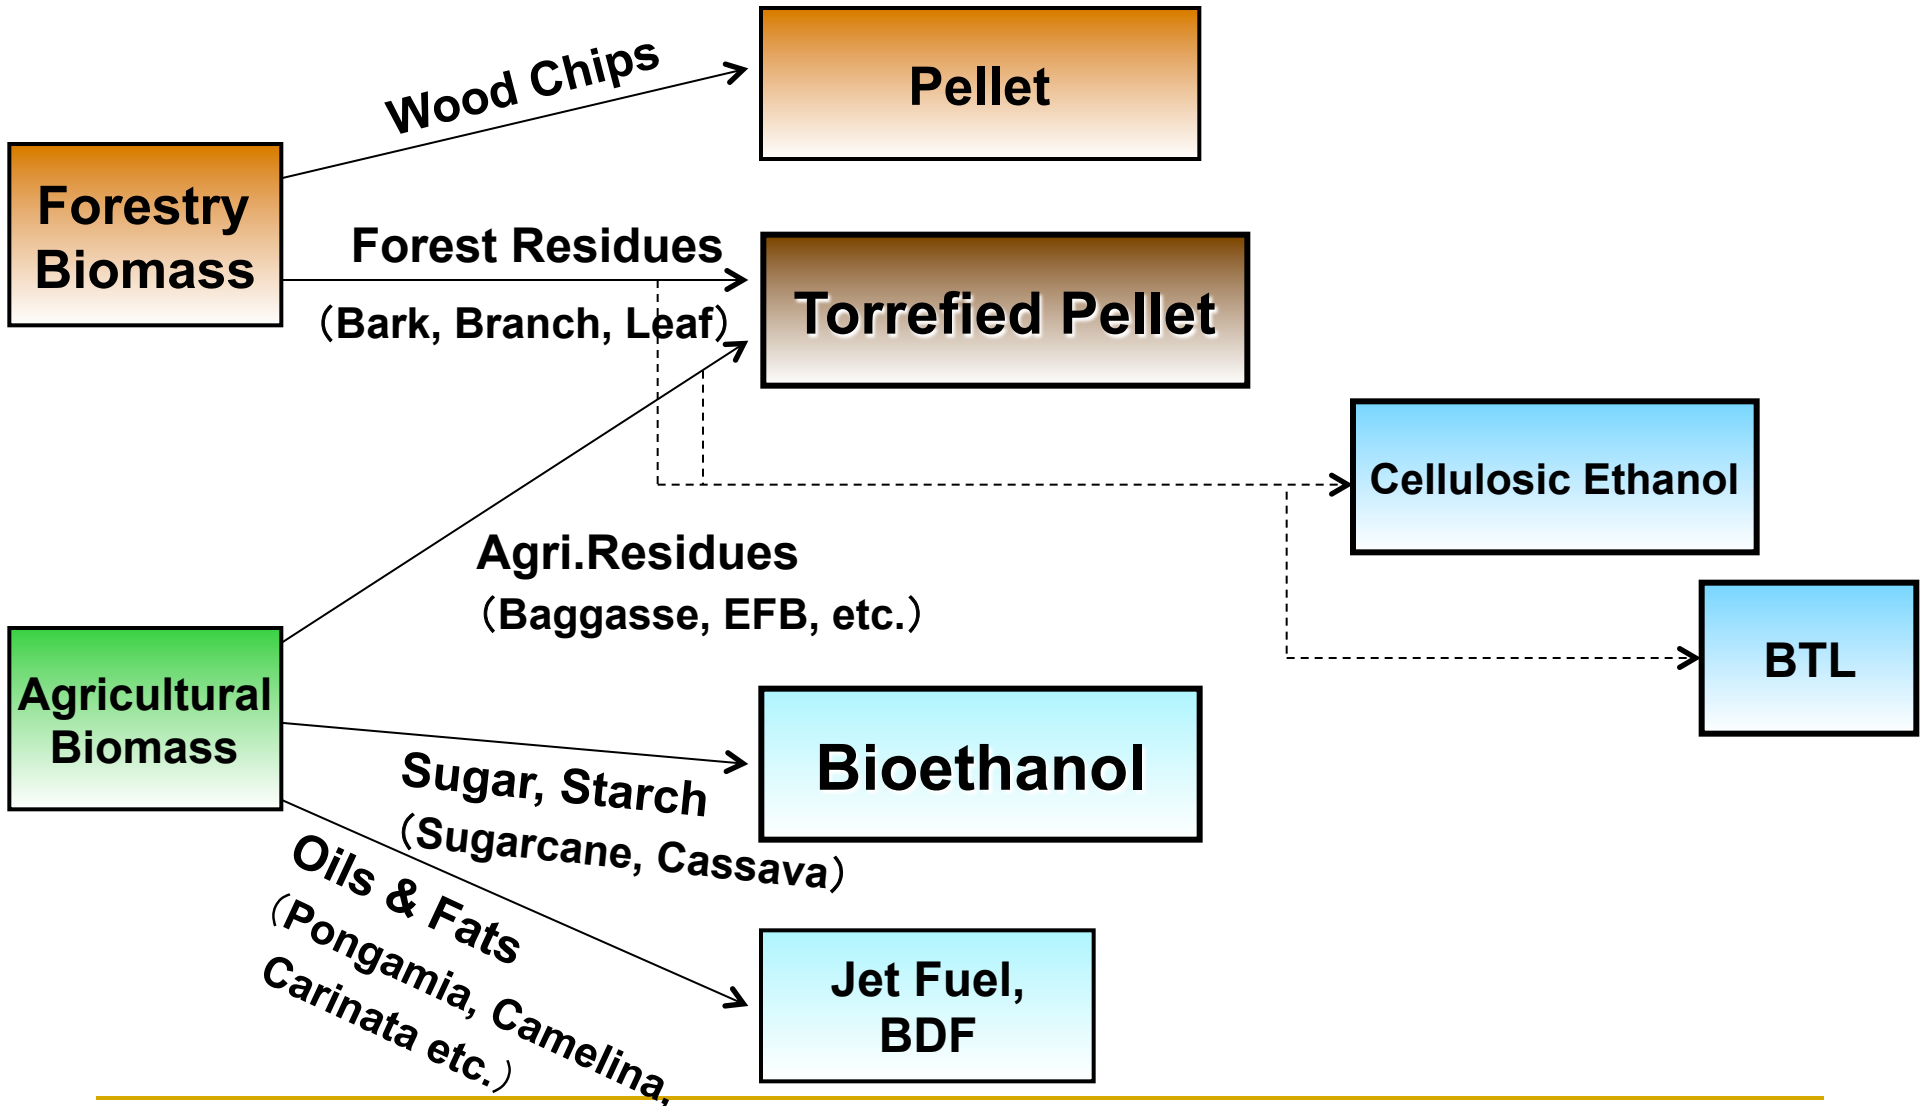 Wood Chips
Pellet
Forestry
Biomass
Forest Residues
（Bark, Branch, Leaf）
Torrefied Pellet
Cellulosic Ethanol
Agri.Residues
（Baggasse, EFB, etc.）
BTL
Agricultural
Biomass
Sugar, Starch
（Sugarcane, Cassava）
Bioethanol
Oils & Fats
（Pongamia, Camelina,
Carinata etc.）
Jet Fuel,
BDF